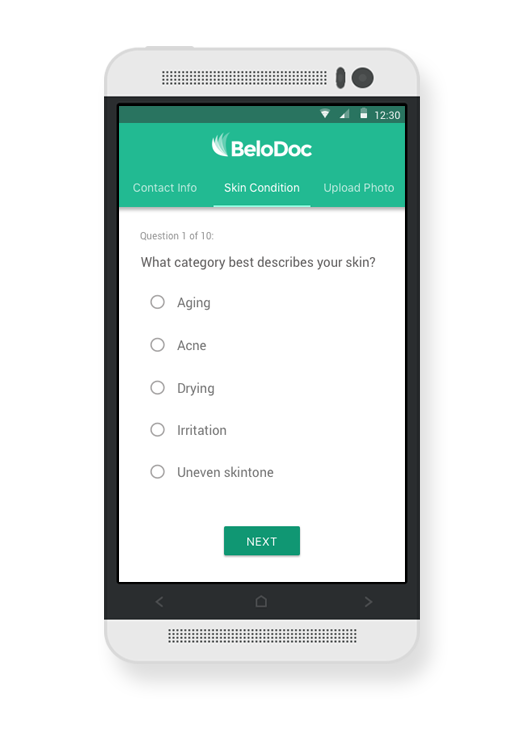 12:30
BeloDoc
Contact Info Skin Condition Upload Photo
Question 1 of 10:
What category best describes your skin?
Aging
Acne
Drying
Irritation
Uneven skintone
NEXT